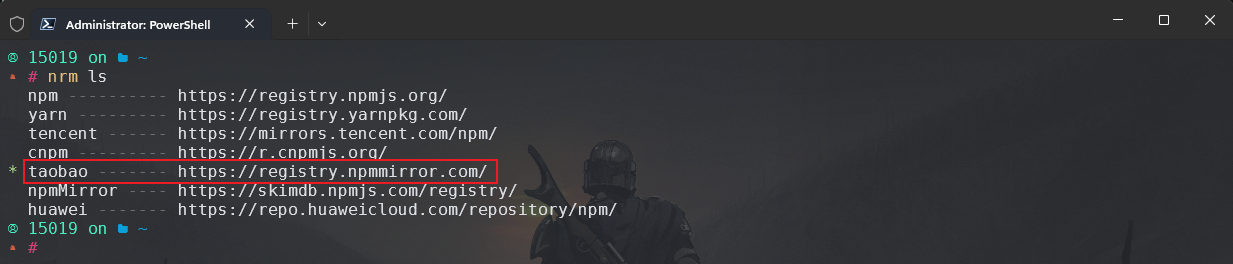 Administrator: PowerShell
15019 on ~
# nrm ls
npm ---------- https://registry.npmjs.org/
yarn --------- https://registry.yarnpkg.com/
tencent ------ https://mirrors.tencent.com/npm/
cnpm --------- https://r.cnpmjs.org/
* taobao ------- https://registry.npmmirror.com/
npmMirror ---- https://skimdb.npmjs.com/registry/
huawei ------- https://repo.huaweicloud.com/repository/npm/
15019 on ~
#